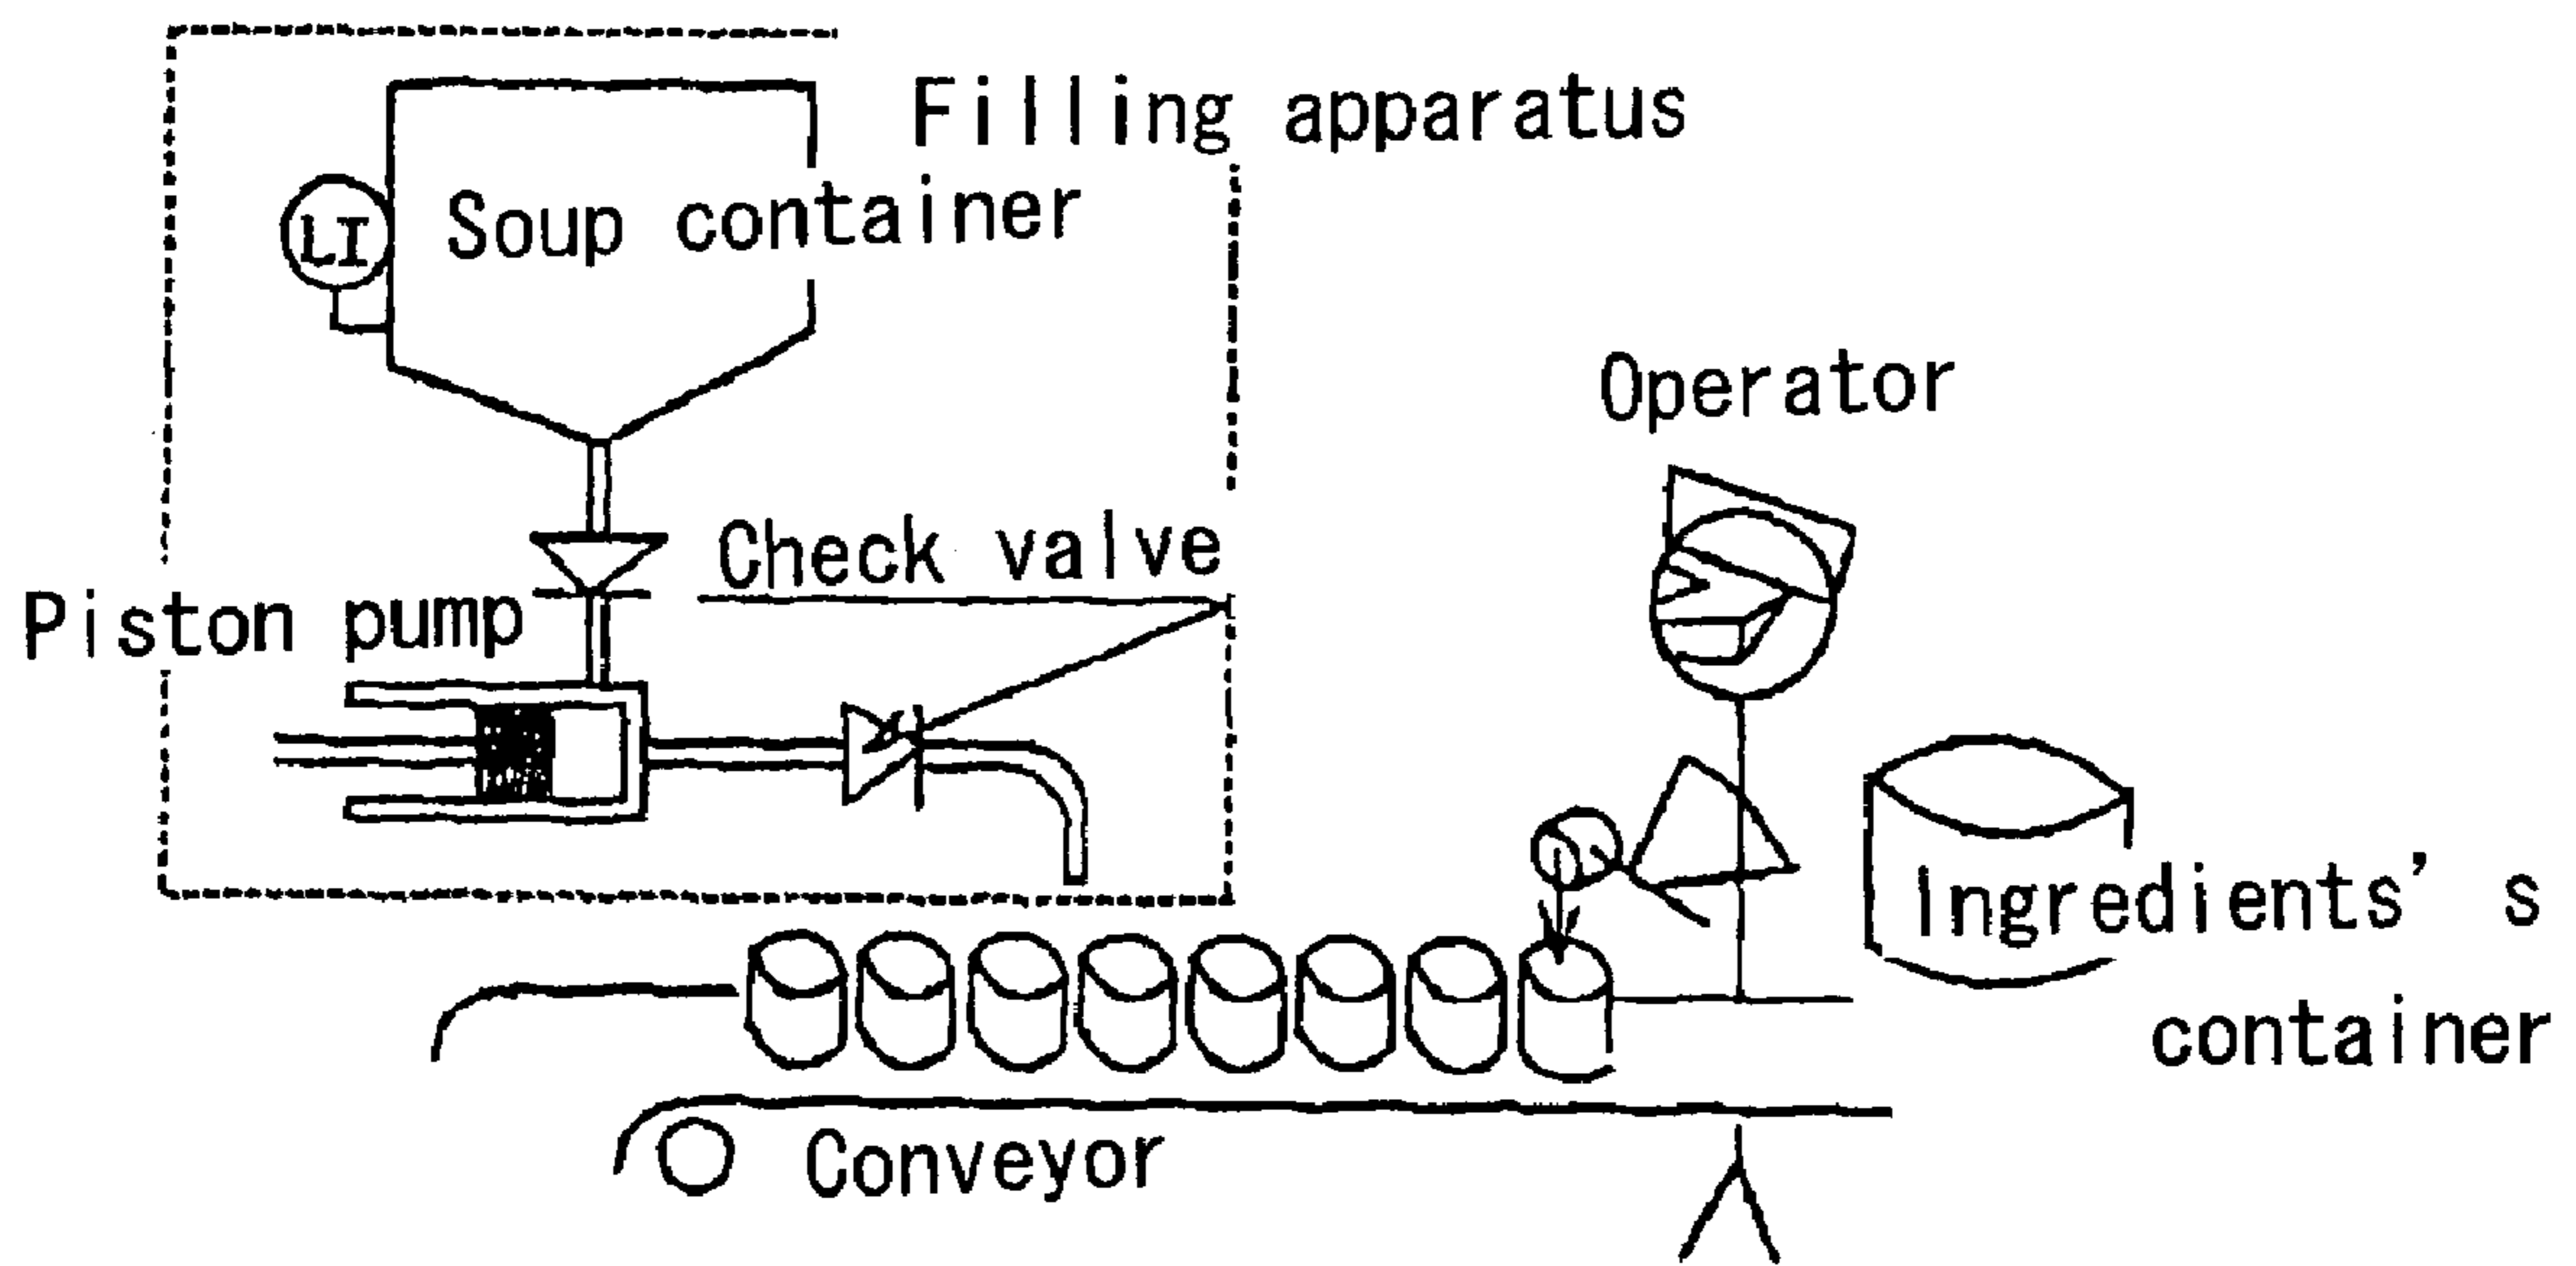 Filling apparatus
LI
Soup container
Operator
Check valve
Piston pump
Ingredients' s
container
Conveyor